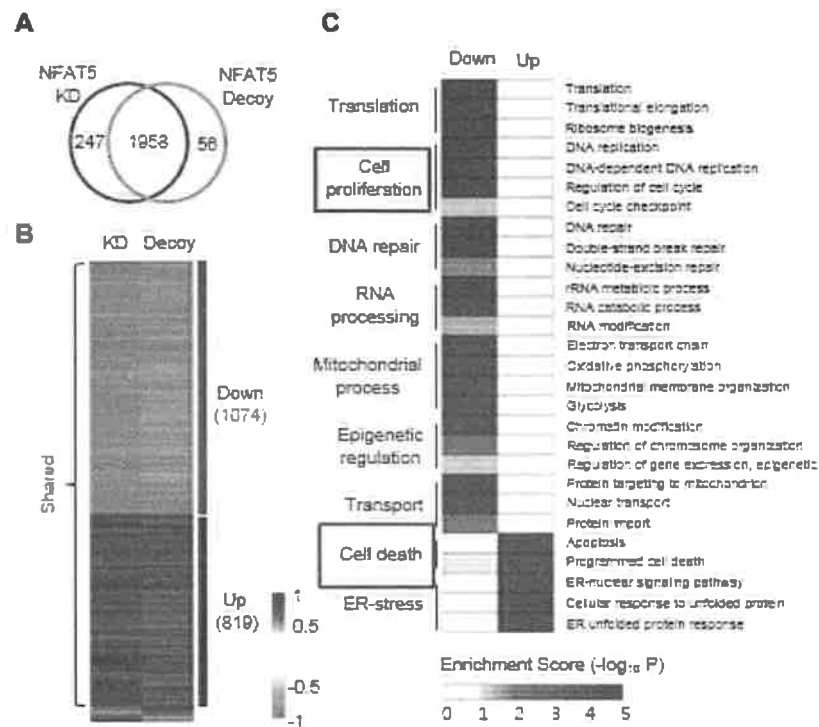 A
NFAT5
KD
NFAT5
Decoy
247
1958
56
B
KD Decoy
Shared
Down
(1074)
Up
(819)
1
0.5
-0.5
-1
C
Down Up
Translation
Cell
proliferation
DNA repair
RNA
processing
Mitochondrial
process
Epigenetic
regulation
Transport
Cell death
ER-stress
Translation
Translational elongation
Ribosome biogenesis
DNA replication
DNA-dependent DNA replication
Regulation of cell cycle
Cell cycle checkpoint
DNA repair
Double-strand break repair
Nucleotide-excision repair
rRNA metabolic process
RNA catabolic process
RNA modification
Electron transport chain
Oxidative phosphorylation
Mitochondrial membrane organization
Glycolysis
Chromatin modification
Regulation of chromosome organization
Regulation of gene expression, epigenetic
Protein targeting to mitochondrion
Nuclear transport
Protein import
Apoptosis
Programmed cell death
ER-nuclear signaling pathway
Cellular response to unfolded protein
ER unfolded protein response
Enrichment Score (-log₁₀ P)
0 1 2 3 4 5